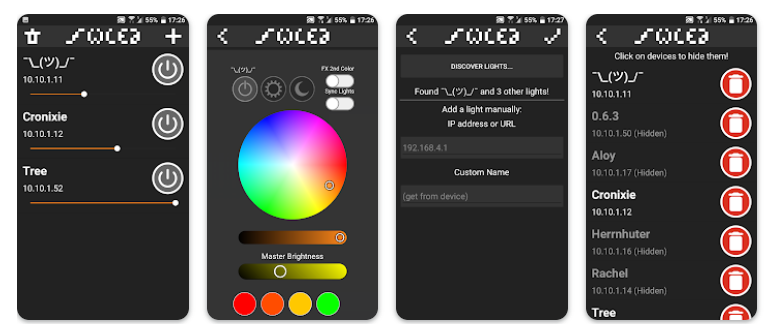 55% 17:26
WLED
¯\_(ツ)_/¯
10.10.1.11
Cronixie
10.10.1.12
Tree
10.10.1.52
55% 17:26
WLED
¯\_(ツ)_/¯
FX 2nd Color
Sync Lights
Master Brightness
55% 17:27
WLED
DISCOVER LIGHTS...
Found ¯\_(ツ)_/¯ and 3 other lights!
Add a light manually:
IP address or URL
192.168.4.1
Custom Name
(get from device)
55% 17:26
WLED
Click on devices to hide them!
¯\_(ツ)_/¯
10.10.1.11
0.6.3
10.10.1.50 (Hidden)
Aloy
10.10.1.17 (Hidden)
Cronixie
10.10.1.12
Herrnhuter
10.10.1.16 (Hidden)
Rachel
10.10.1.14 (Hidden)
Tree